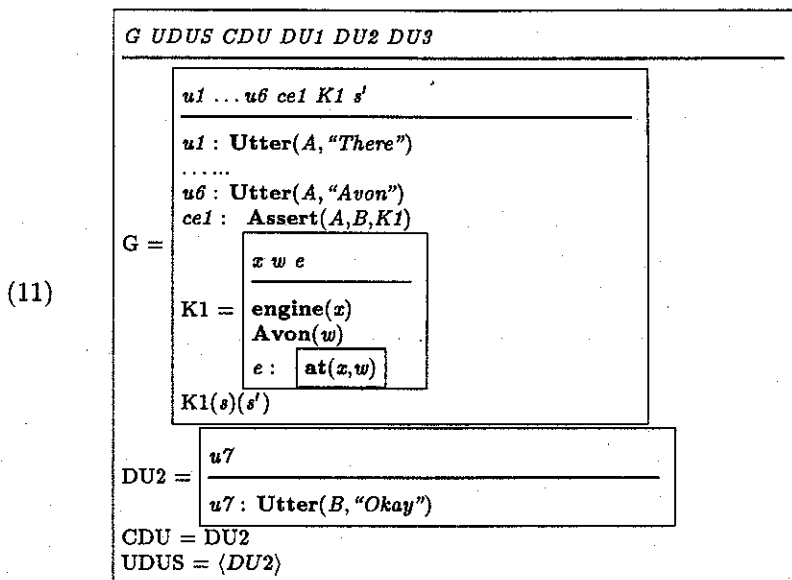 G UDUS CDU DU1 DU2 DU3
u1 ... u6 ce1 K1 s′
u1 : Utter(A, “There”)
......
u6 : Utter(A, “Avon”)
ce1 : Assert(A,B,K1)
G =
x w e
(11)
K1 = engine(x)
Avon(w)
e : at(x,w)
K1(s)(s′)
u7
DU2 =
u7 : Utter(B, “Okay”)
CDU = DU2
UDUS = ⟨DU2⟩